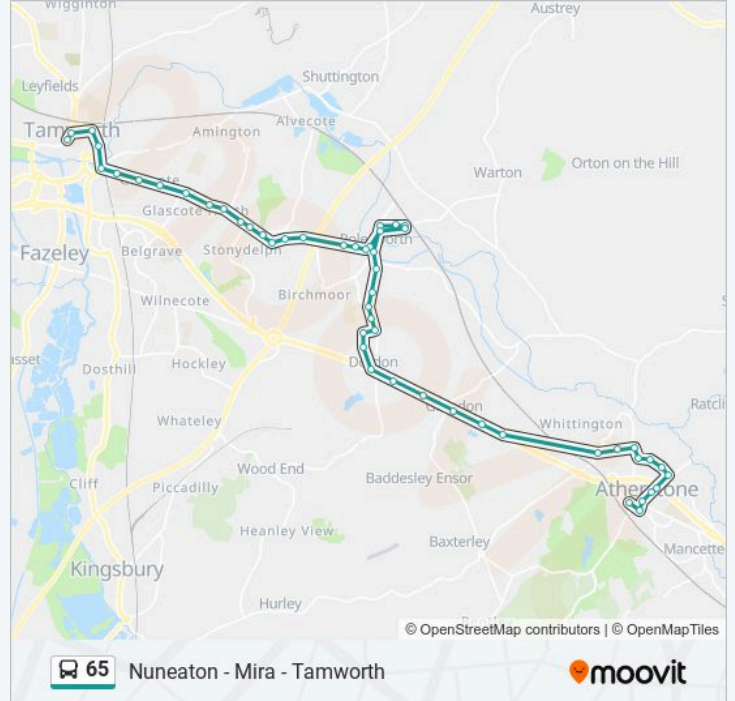 Wigginton
Austrey
Leyfields
Shuttington
Tamworth
Alvecote
Amington
Warton
Orton on the Hill
Glascote Heath
Polesworth
Fazeley
Belgrave
Stonydelph
Wilnecote
Birchmoor
Dosthill
Hockley
Dordon
Grendon
Ratcli
Whateley
Whittington
Wood End
Baddesley Ensor
Cliff
Piccadilly
Atherstone
Heanley View
Baxterley
Mancette
Kingsbury
Hurley
© OpenStreetMap contributors | © OpenMapTiles
65 Nuneaton - Mira - Tamworth
moovit